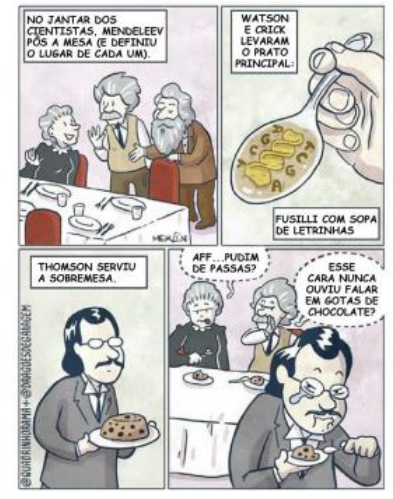 NO JANTAR DOS
CIENTISTAS, MENDELEEV
PÔS A MESA (E DEFINIU
O LUGAR DE CADA UM).
WATSON
E CRICK
LEVARAM
O PRATO
PRINCIPAL:
FUSILLI COM SOPA
DE LETRINHAS
THOMSON SERVIU
A SOBREMESA.
AFF...PUDIM
DE PASSAS?
ESSE
CARA NUNCA
OUVIU FALAR
EM GOTAS DE
CHOCOLATE?
@QUADRINHORAMA + @DRAGOESDEGARAGEM